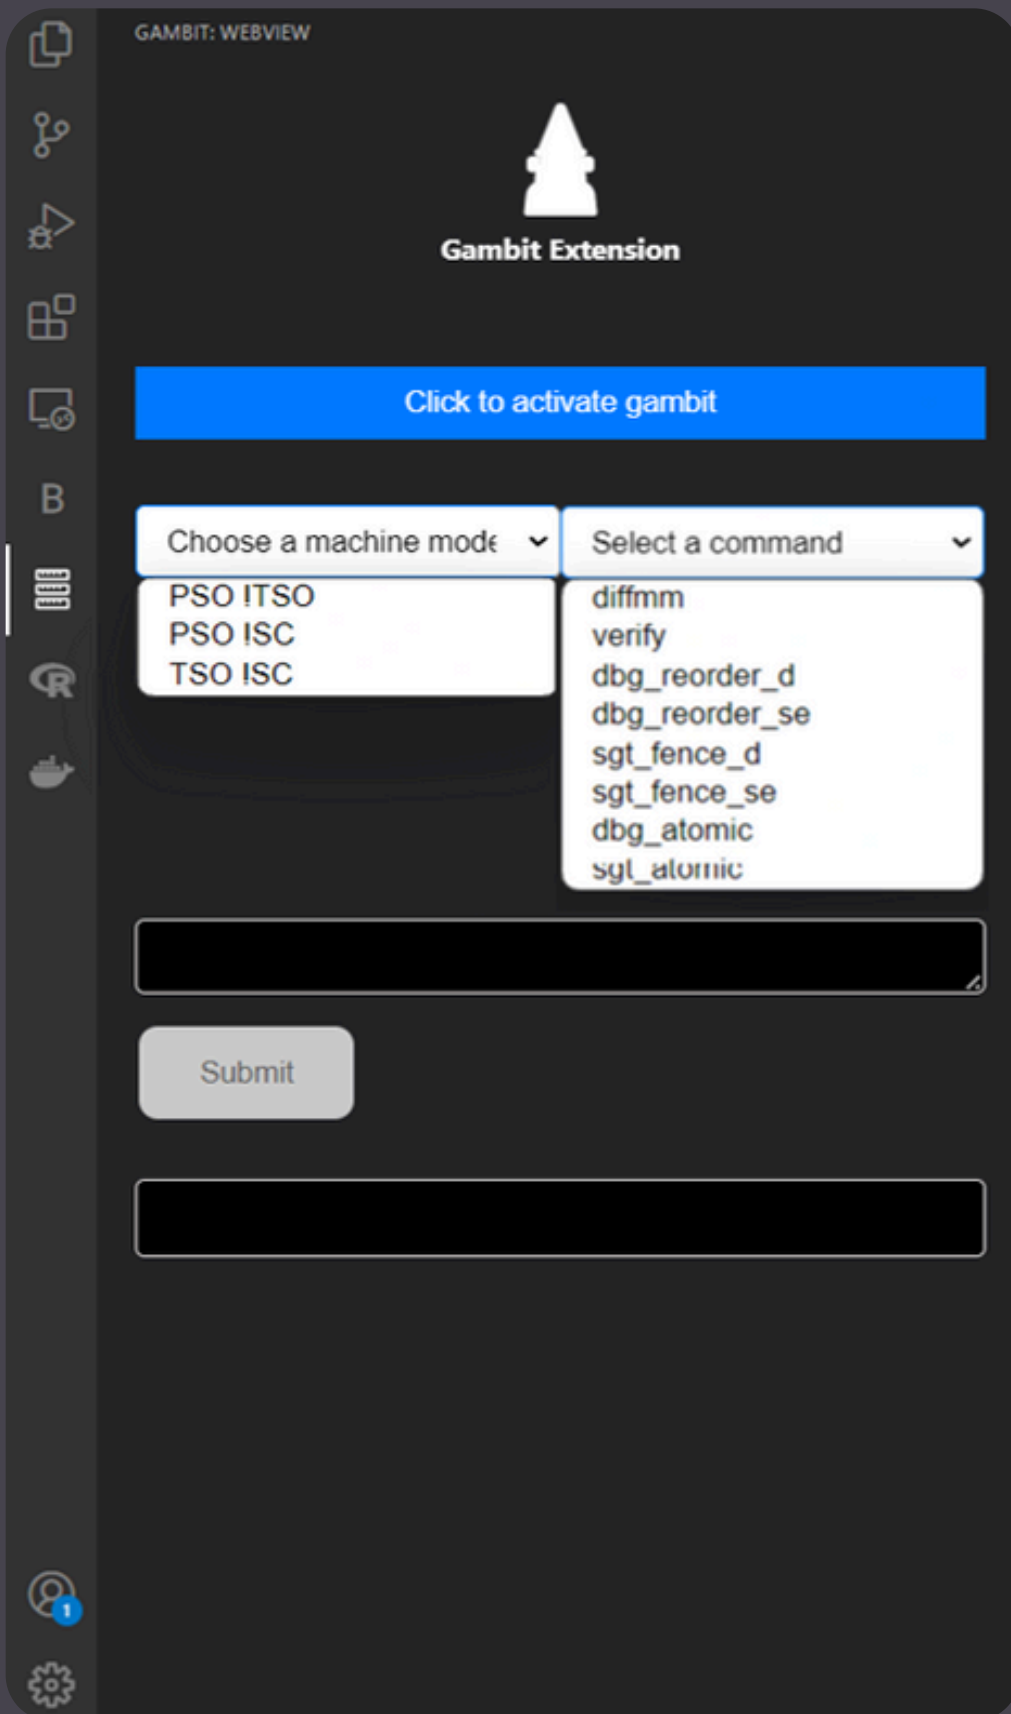 GAMBIT: WEBVIEW
Gambit Extension
Click to activate gambit
B
Choose a machine mode
Select a command
PSO !TSO
PSO !SC
TSO !SC
diffmm
verify
dbg_reorder_d
dbg_reorder_se
sgt_fence_d
sgt_fence_se
dbg_atomic
sgt_atomic
R
Submit
1